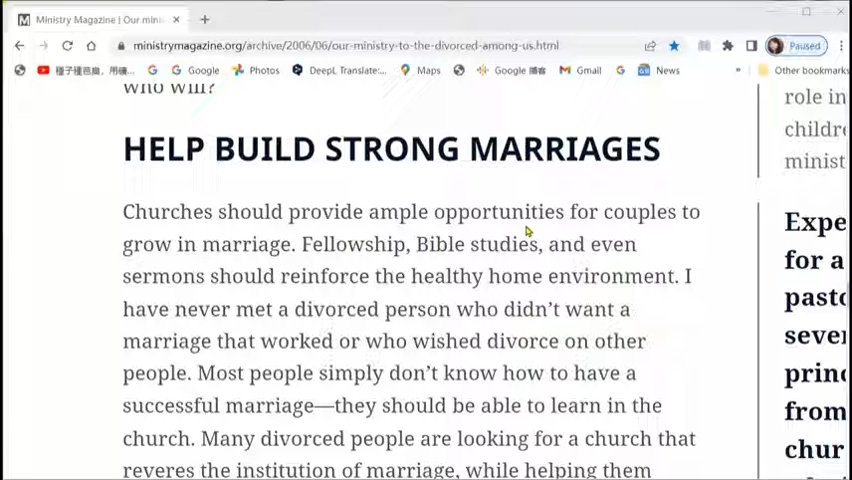 Ministry Magazine | Our mini
ministrymagazine.org/archive/2006/06/our-ministry-to-the-divorced-among-us.html
Paused
Google
Photos
DeepL Translate:...
Maps
Google 博客
Gmail
News
»
Other bookmarks
who will?
HELP BUILD STRONG MARRIAGES
Churches should provide ample opportunities for couples to
grow in marriage. Fellowship, Bible studies, and even
sermons should reinforce the healthy home environment. I
have never met a divorced person who didn’t want a
marriage that worked or who wished divorce on other
people. Most people simply don’t know how to have a
successful marriage—they should be able to learn in the
church. Many divorced people are looking for a church that
reveres the institution of marriage, while helping them
role in
childre
minist
Expe
for a
pasto
seve
princ
from
chur